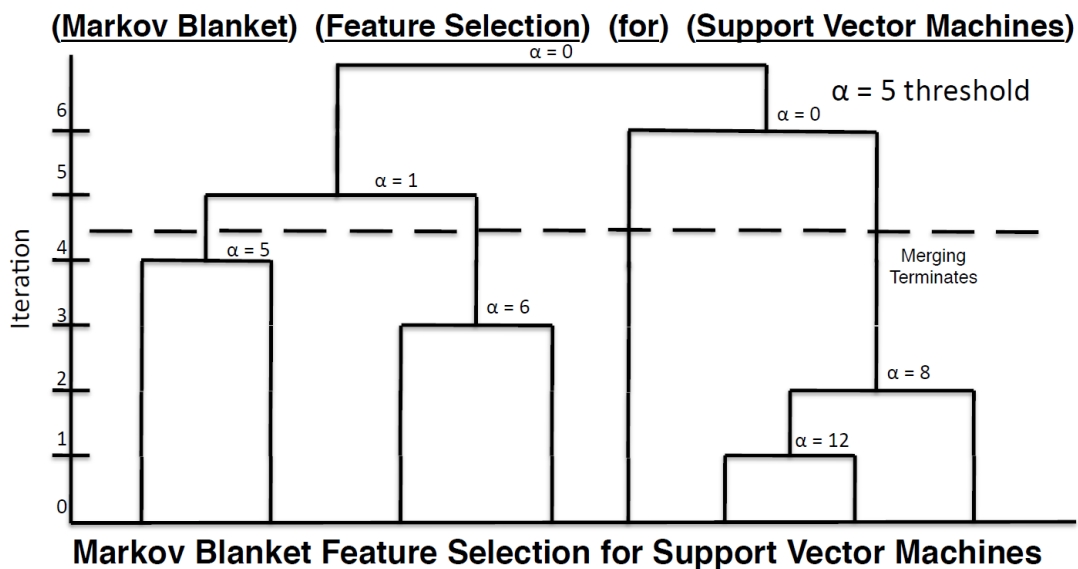 (Markov Blanket) (Feature Selection) (for) (Support Vector Machines)
α = 0
α = 5 threshold
6
α = 0
5
α = 1
4
α = 5
Merging
Terminates
Iteration
3
α = 6
2
α = 8
1
α = 12
0
Markov Blanket Feature Selection for Support Vector Machines